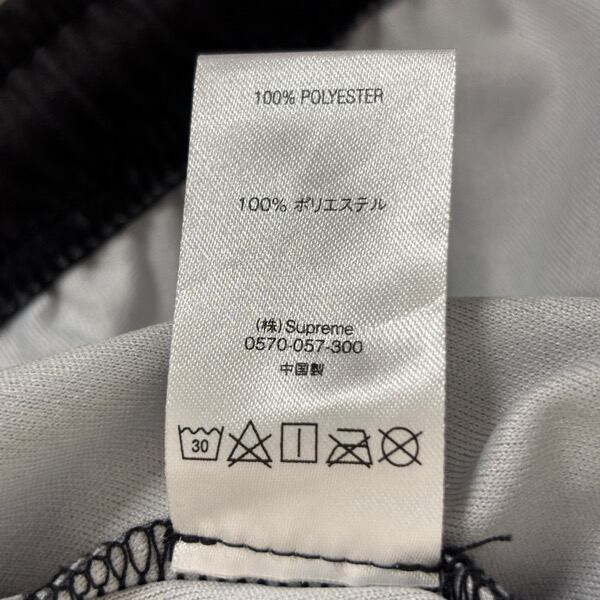 100% POLYESTER
100% ポリエステル
(株) Supreme
0570-057-300
中国製
30